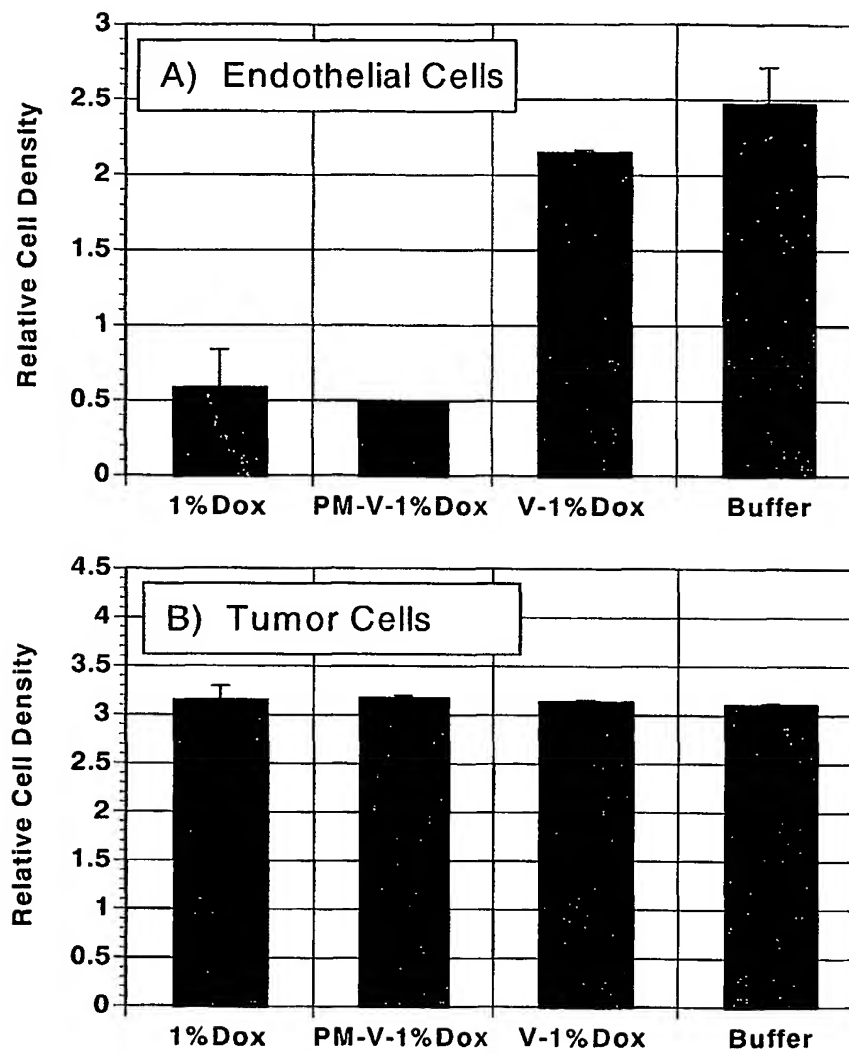 A) Endothelial Cells
Relative Cell Density
3
2.5
2
1.5
1
0.5
0
1%Dox PM-V-1%Dox V-1%Dox Buffer
B) Tumor Cells
Relative Cell Density
4.5
4
3.5
3
2.5
2
1.5
1
0.5
0
1%Dox PM-V-1%Dox V-1%Dox Buffer